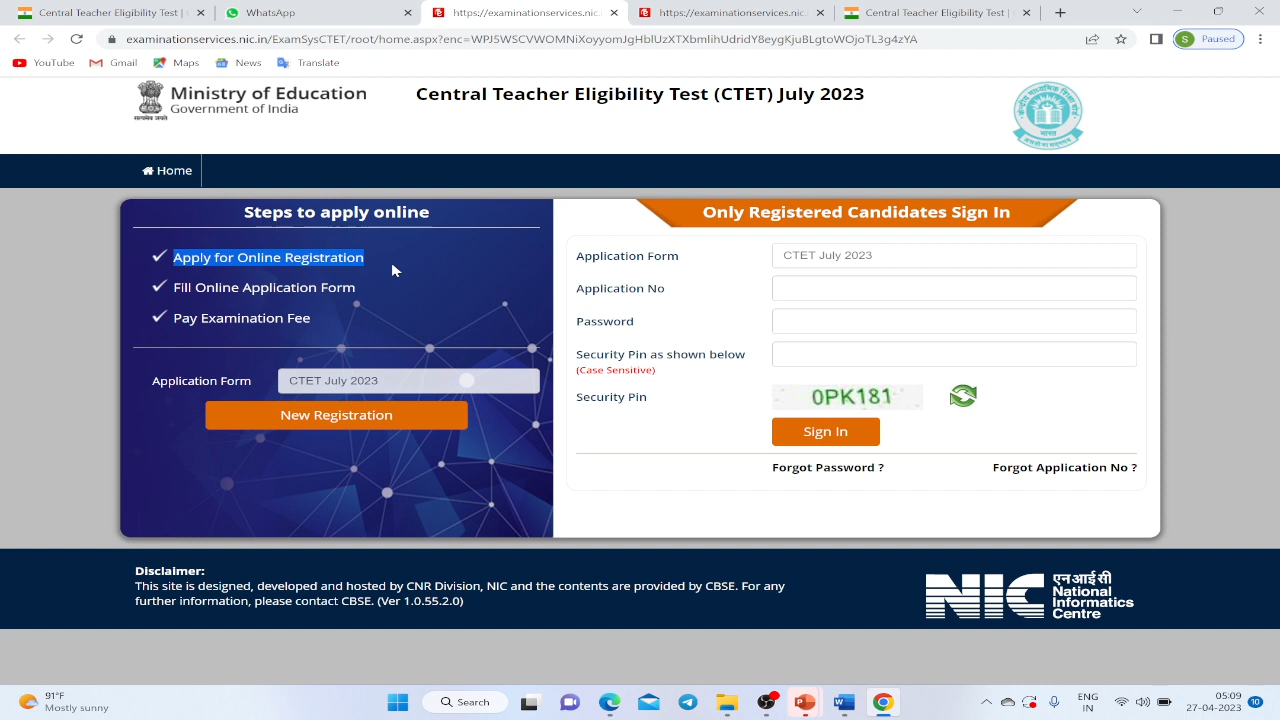 Central Teacher Eligibility Test |
WhatsApp
https://examinationservices.nic.i
https://examinationservices.nic.i
Central Teacher Eligibility Test |
examinationservices.nic.in/ExamSysCTET/root/home.aspx?enc=WPJ5WSCVWOMNiXoyyomJgHblUzXTXbmlihUdridY8eygKjuBLgtoWOjoTL3g4zYA
S Paused
YouTube Gmail Maps News Translate
Ministry of Education
Government of India
सत्यमेव जयते
Central Teacher Eligibility Test (CTET) July 2023
भारत
Home
Steps to apply online
Apply for Online Registration
Fill Online Application Form
Pay Examination Fee
Application Form CTET July 2023
New Registration
Only Registered Candidates Sign In
Application Form CTET July 2023
Application No
Password
Security Pin as shown below
(Case Sensitive)
Security Pin 0PK181
Sign In
Forgot Password ? Forgot Application No ?
Disclaimer:
This site is designed, developed and hosted by CNR Division, NIC and the contents are provided by CBSE. For any
further information, please contact CBSE. (Ver 1.0.55.2.0)
NIC
एन आई सी
National
Informatics
Centre
91°F
Mostly sunny
Search
ENG
IN
05:09
27-04-2023
10